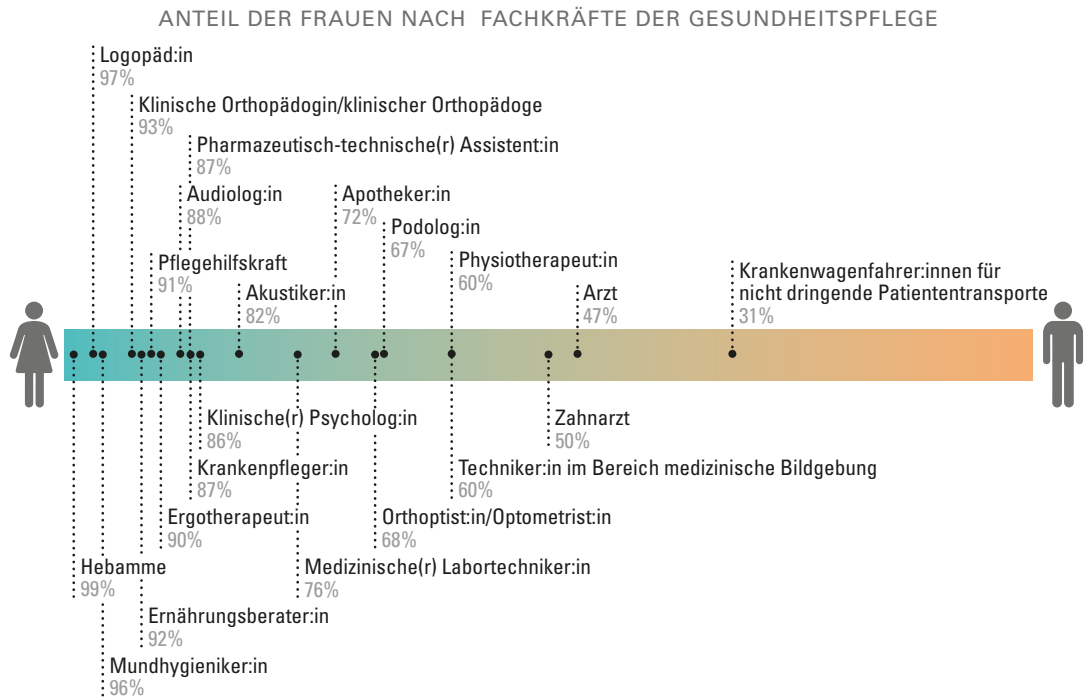 ANTEIL DER FRAUEN NACH FACHKRÄFTE DER GESUNDHEITSPFLEGE
Logopäd:in
97%
Klinische Orthopädogin/klinischer Orthopädoge
93%
Pharmazeutisch-technische(r) Assistent:in
87%
Audiolog:in
88%
Apotheker:in
72%
Podolog:in
67%
Pflegehilfskraft
91%
Physiotherapeut:in
60%
Akustiker:in
82%
Arzt
47%
Krankenwagenfahrer:innen für
nicht dringende Patiententransporte
31%
Klinische(r) Psycholog:in
86%
Zahnarzt
50%
Krankenpfleger:in
87%
Techniker:in im Bereich medizinische Bildgebung
60%
Ergotherapeut:in
90%
Orthoptist:in/Optometrist:in
68%
Hebamme
99%
Medizinische(r) Labortechniker:in
76%
Ernährungsberater:in
92%
Mundhygieniker:in
96%